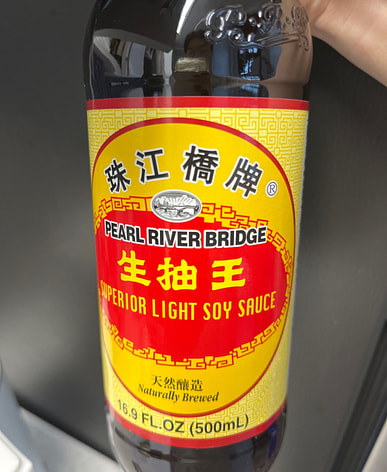 珠江橋牌®
PEARL RIVER BRIDGE
生抽王
SUPERIOR LIGHT SOY SAUCE
天然釀造
Naturally Brewed
16.9 FL.OZ (500mL)